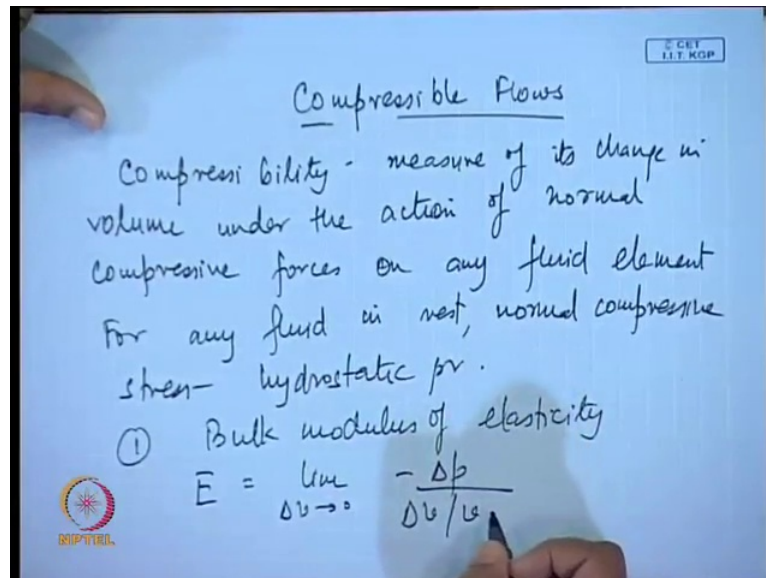 © CET
I.I.T. KGP
Compressible Flows
Compressibility - measure of its change in
volume under the action of normal
compressive forces on any fluid element
For any fluid in rest, normal compressive
stress - hydrostatic pr.
① Bulk modulus of elasticity
E = lim - Δp
Δv→0 Δv/v
NPTEL